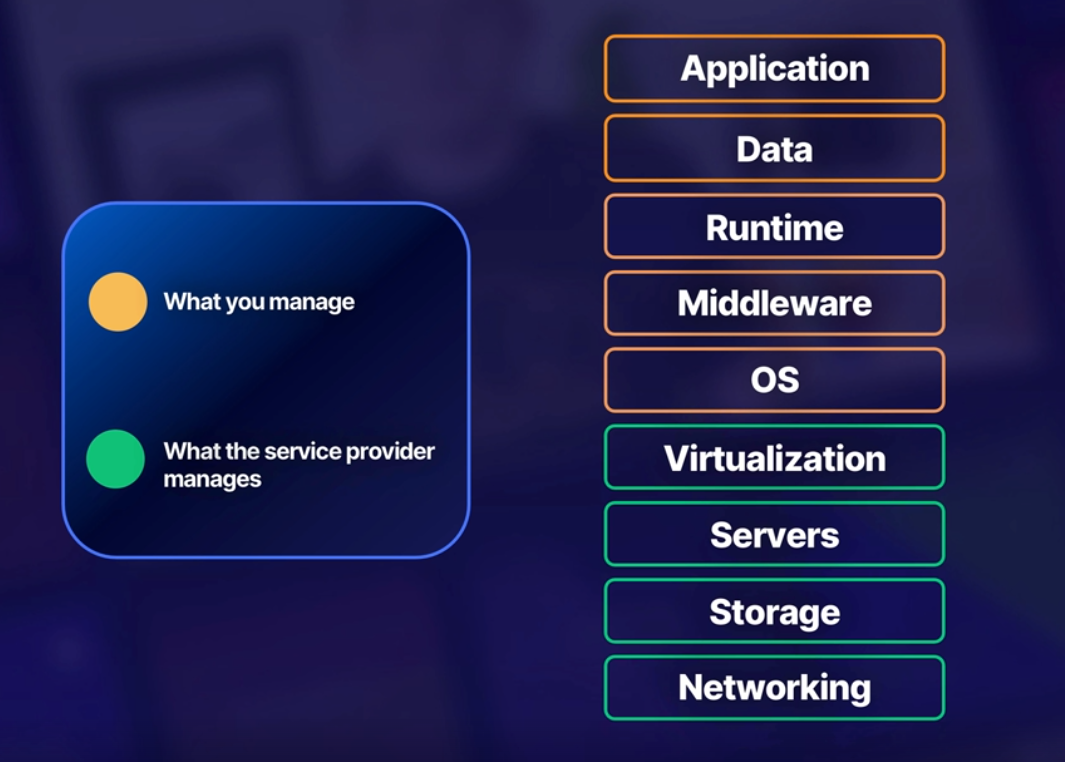 Application
Data
Runtime
Middleware
OS
Virtualization
Servers
Storage
Networking
What you manage
What the service provider
manages